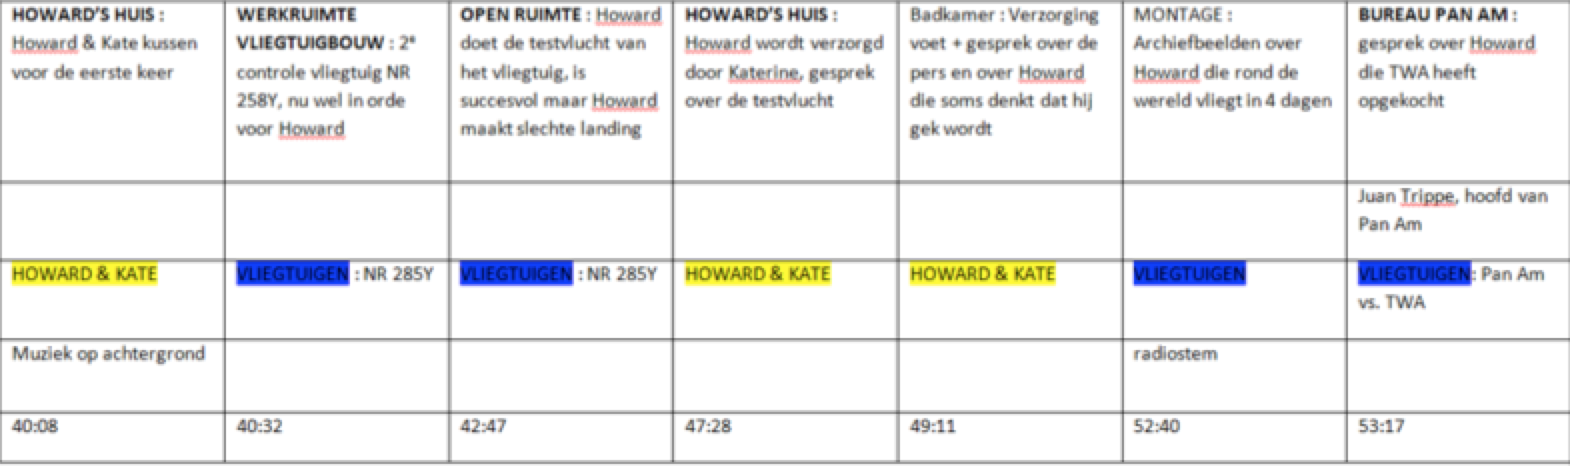 HOWARD'S HUIS :
Howard & Kate kussen
voor de eerste keer
WERKRUIMTE
VLIEGTUIGBOUW : 2e
controle vliegtuig NR
258Y, nu wel in orde
voor Howard
OPEN RUIMTE : Howard
doet de testvlucht van
het vliegtuig, is
succesvol maar Howard
maakt slechte landing
HOWARD'S HUIS :
Howard wordt verzorgd
door Katerine, gesprek
over de testvlucht
Badkamer : Verzorging
voet + gesprek over de
pers en over Howard
die soms denkt dat hij
gek wordt
MONTAGE :
Archiefbeelden over
Howard die rond de
wereld vliegt in 4 dagen
BUREAU PAN AM :
gesprek over Howard
die TWA heeft
opgekocht
Juan Trippe, hoofd van
Pan Am
HOWARD & KATE
VLIEGTUIGEN : NR 285Y
VLIEGTUIGEN : NR 285Y
HOWARD & KATE
HOWARD & KATE
VLIEGTUIGEN
VLIEGTUIGEN: Pan Am
vs. TWA
Muziek op achtergrond
radiostem
40:08
40:32
42:47
47:28
49:11
52:40
53:17